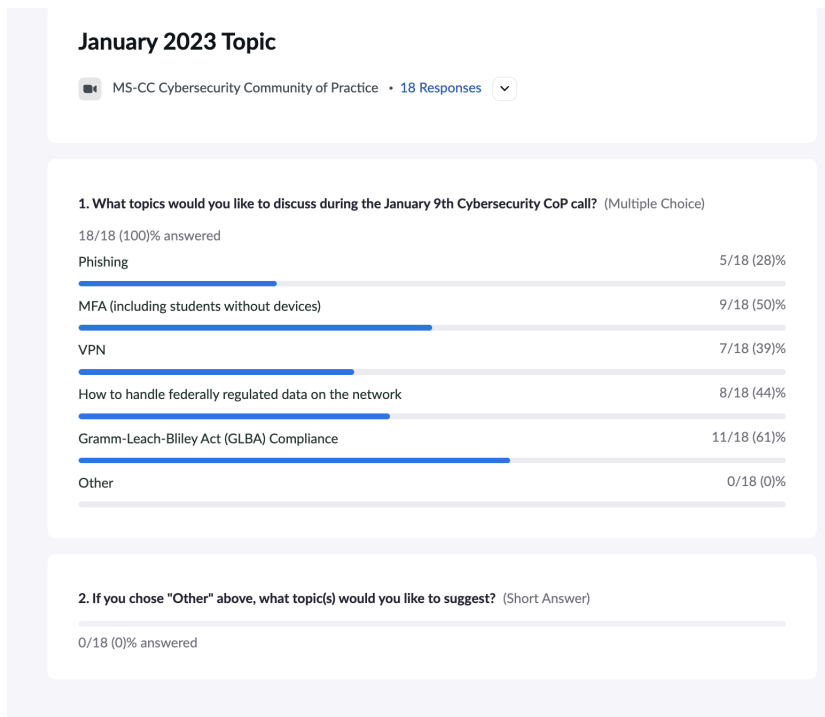 January 2023 Topic
MS-CC Cybersecurity Community of Practice • 18 Responses
1. What topics would you like to discuss during the January 9th Cybersecurity CoP call? (Multiple Choice)
18/18 (100)% answered
Phishing 5/18 (28)%
MFA (including students without devices) 9/18 (50)%
VPN 7/18 (39)%
How to handle federally regulated data on the network 8/18 (44)%
Gramm-Leach-Bliley Act (GLBA) Compliance 11/18 (61)%
Other 0/18 (0)%
2. If you chose "Other" above, what topic(s) would you like to suggest? (Short Answer)
0/18 (0)% answered